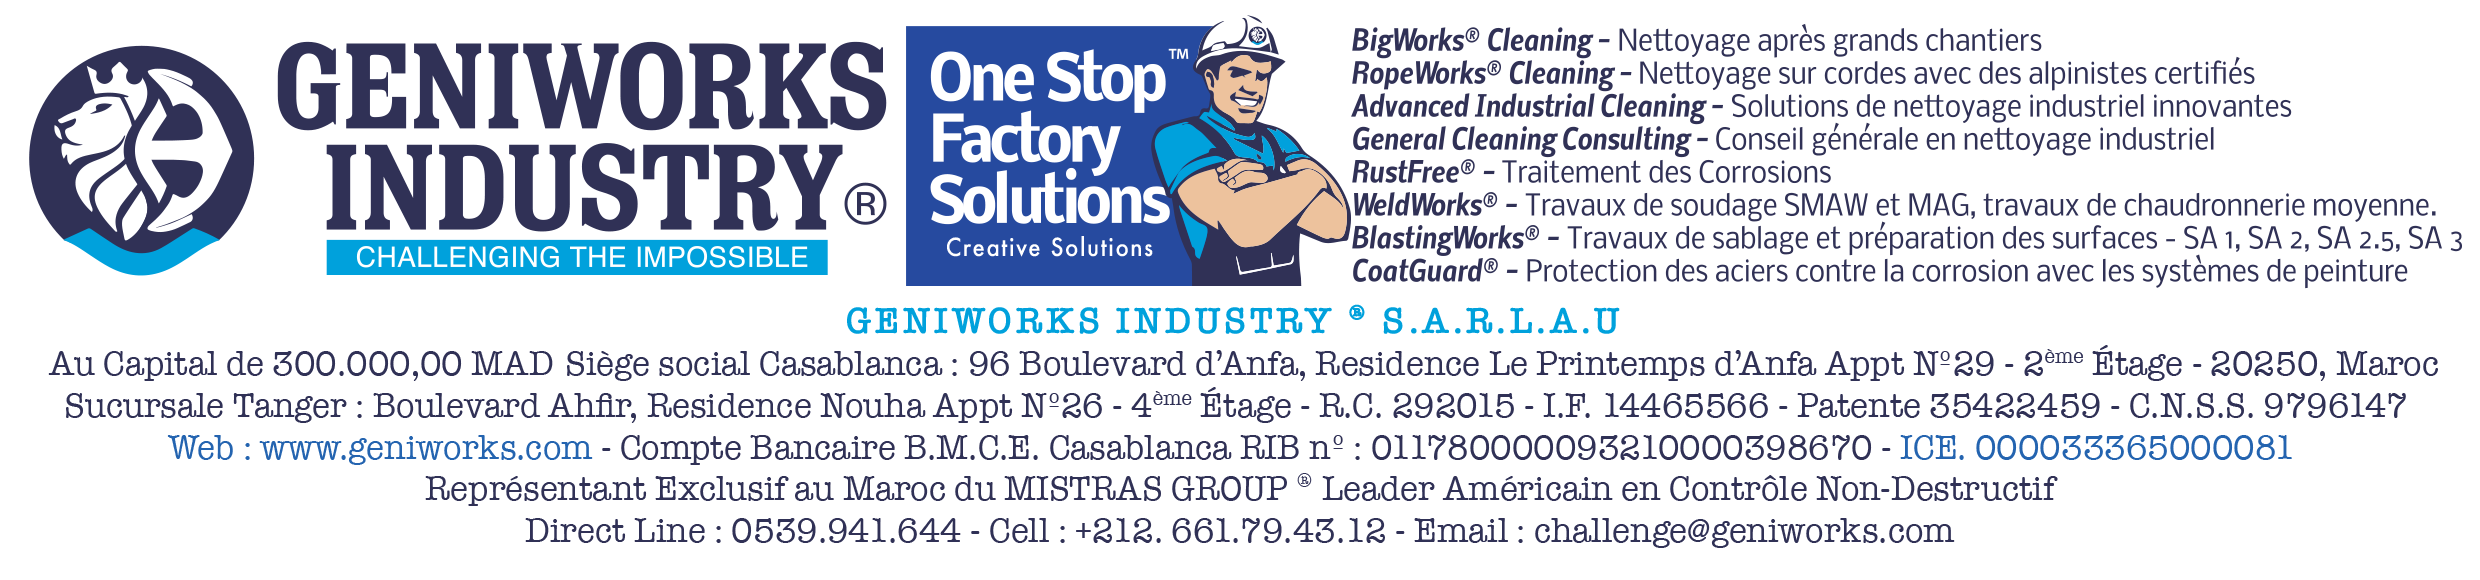 GENIWORKS
INDUSTRY®
CHALLENGING THE IMPOSSIBLE
One Stop™
Factory
Solutions
Creative Solutions
BigWorks® Cleaning – Nettoyage après grands chantiers
RopeWorks® Cleaning – Nettoyage sur cordes avec des alpinistes certifiés
Advanced Industrial Cleaning – Solutions de nettoyage industriel innovantes
General Cleaning Consulting – Conseil générale en nettoyage industriel
RustFree® – Traitement des Corrosions
WeldWorks® – Travaux de soudage SMAW et MAG, travaux de chaudronnerie moyenne.
BlastingWorks® – Travaux de sablage et préparation des surfaces - SA 1, SA 2, SA 2.5, SA 3
CoatGuard® – Protection des aciers contre la corrosion avec les systèmes de peinture
GENIWORKS INDUSTRY ® S.A.R.L.A.U
Au Capital de 300.000,00 MAD Siège social Casablanca : 96 Boulevard d’Anfa, Residence Le Printemps d’Anfa Appt Nº29 - 2ème Étage - 20250, Maroc
Sucursale Tanger : Boulevard Ahfir, Residence Nouha Appt Nº26 - 4ème Étage - R.C. 292015 - I.F. 14465566 - Patente 35422459 - C.N.S.S. 9796147
Web : www.geniworks.com - Compte Bancaire B.M.C.E. Casablanca RIB nº : 011780000009321000039 8670 - ICE. 000033365000081
Représentant Exclusif au Maroc du MISTRAS GROUP ® Leader Américain en Contrôle Non-Destructif
Direct Line : 0539.941.644 - Cell : +212. 661.79.43.12 - Email : challenge@geniworks.com